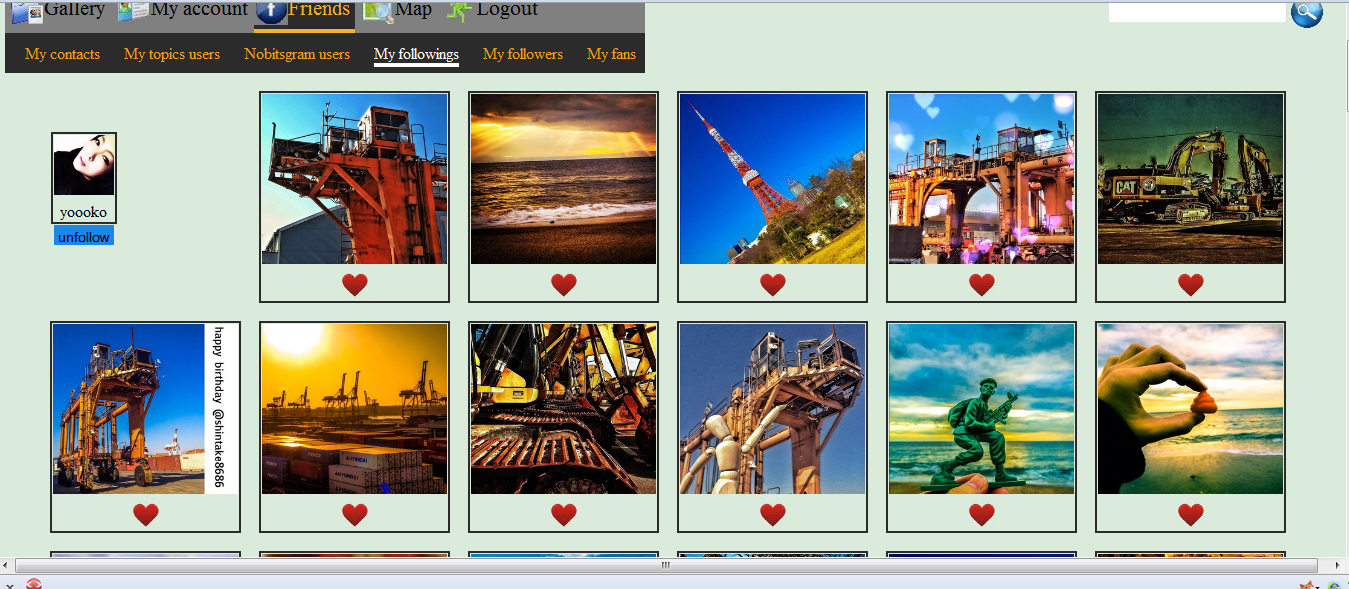 Gallery My account Friends Map Logout
My contacts My topics users Nobitsgram users My followings My followers My fans
yoooko
unfollow
CAT
happy birthday @shintake8686
HYUNDAI